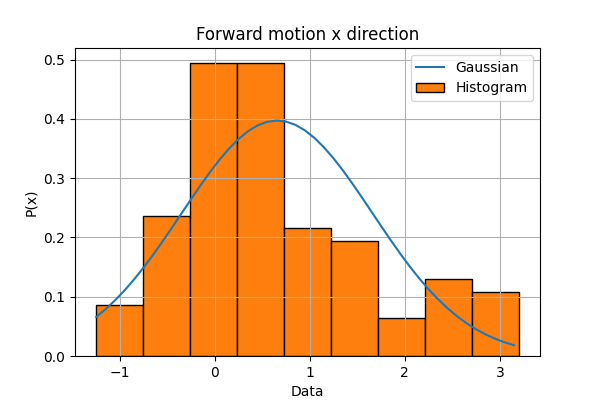 Forward motion x direction
Gaussian
Histogram
P(x)
0.5
0.4
0.3
0.2
0.1
0.0
−1
0
1
2
3
Data